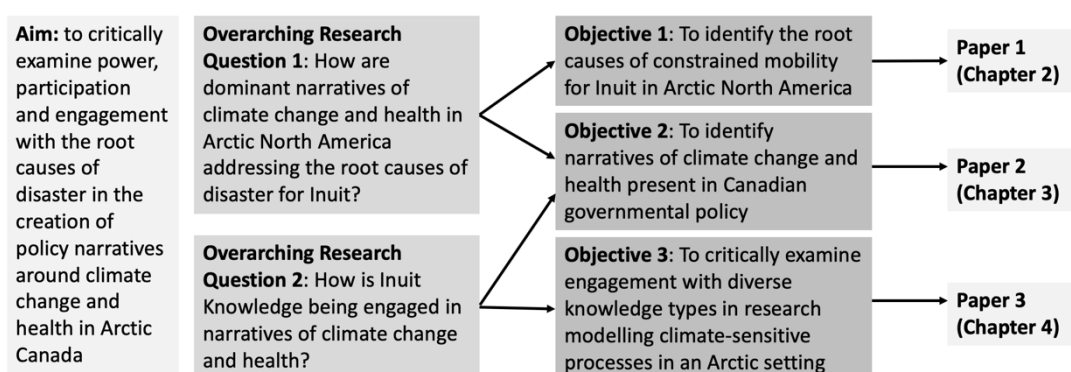 Aim: to critically
examine power,
participation
and engagement
with the root
causes of
disaster in the
creation of
policy narratives
around climate
change and
health in Arctic
Canada
Overarching Research
Question 1: How are
dominant narratives of
climate change and health in
Arctic North America
addressing the root causes of
disaster for Inuit?
Overarching Research
Question 2: How is Inuit
Knowledge being engaged in
narratives of climate change
and health?
Objective 1: To identify the root
causes of constrained mobility
for Inuit in Arctic North America
Objective 2: To identify
narratives of climate change and
health present in Canadian
governmental policy
Objective 3: To critically examine
engagement with diverse
knowledge types in research
modelling climate-sensitive
processes in an Arctic setting
Paper 1
(Chapter 2)
Paper 2
(Chapter 3)
Paper 3
(Chapter 4)